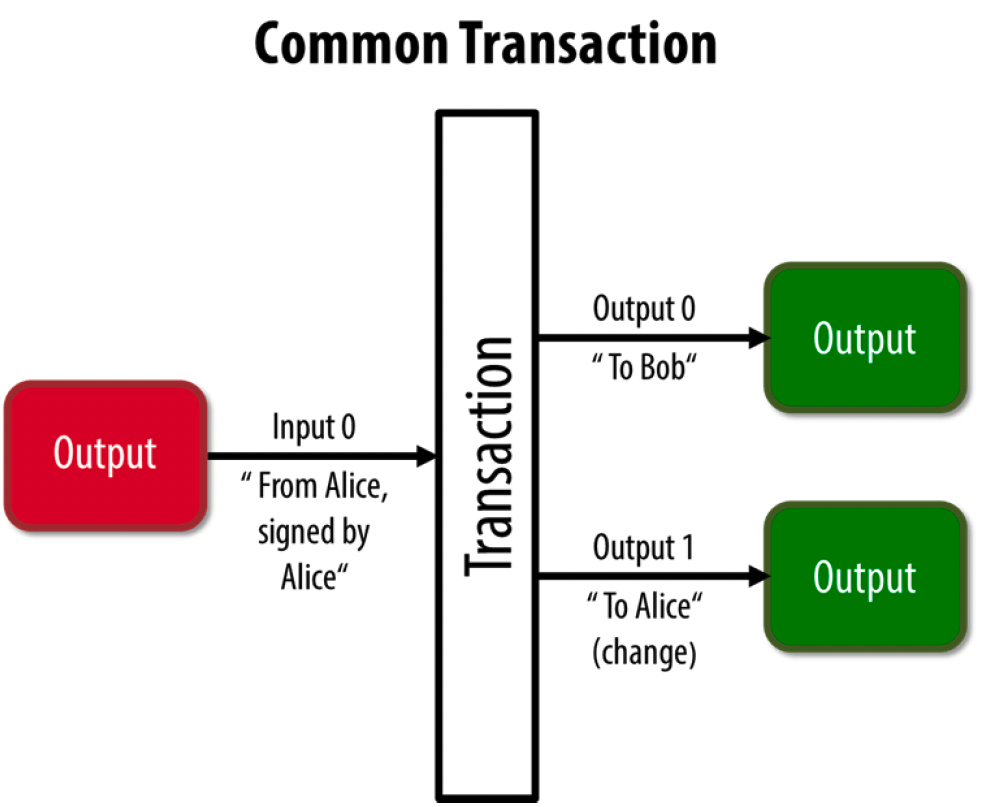 Common Transaction
Output
Input 0
“ From Alice,
signed by
Alice“
Transaction
Output 0
“ To Bob“
Output
Output 1
“ To Alice“
(change)
Output